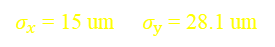 σx = 15 um σy = 28.1 um